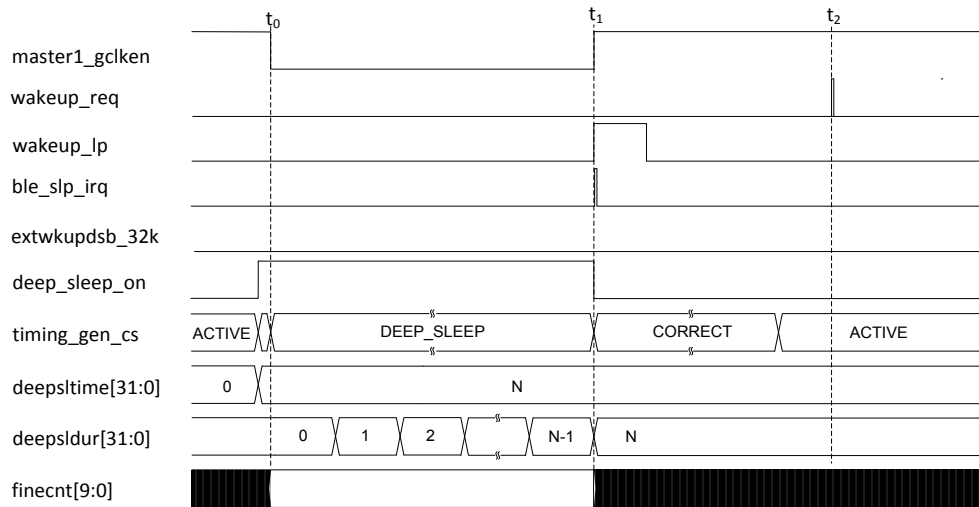 t0 t1 t2
master1_gclken
wakeup_req
wakeup_lp
ble_slp_irq
extwkupdsb_32k
deep_sleep_on
timing_gen_cs ACTIVE DEEP_SLEEP CORRECT ACTIVE
deepsltime[31:0] 0 N
deepsldur[31:0] 0 1 2 N-1 N
finecnt[9:0]